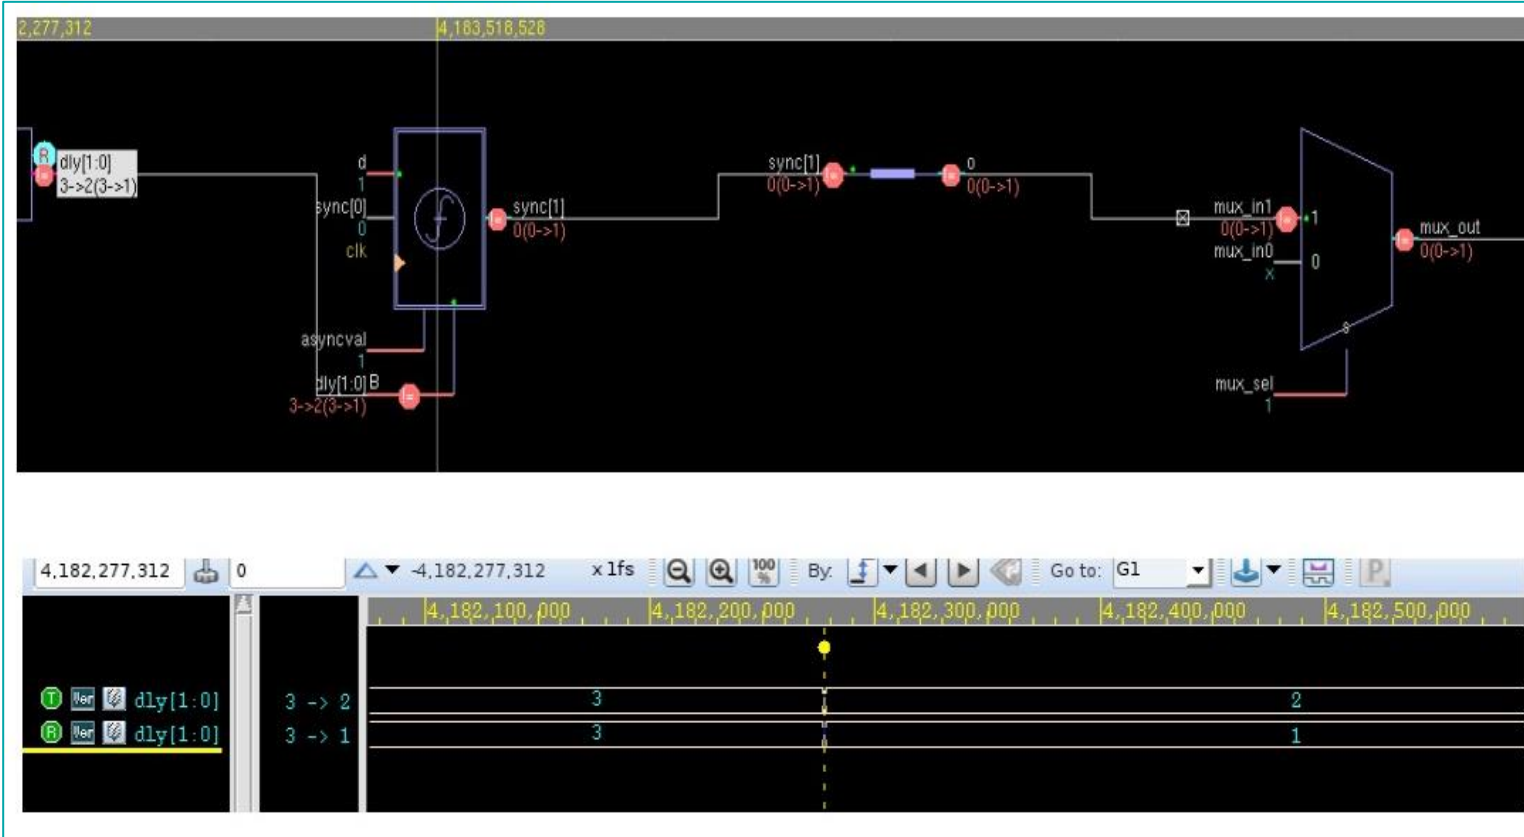 2,277,312 4,183,518,528
R dly[1:0]
3->2(3->1)
d
1
sync[0]
0
clk
asyncval
1
dly[1:0] B
3->2(3->1)
sync[1]
0(0->1)
sync[1]
0(0->1)
o
0(0->1)
mux_in1
0(0->1)
mux_in0
x
1
0
s
mux_sel
1
mux_out
0(0->1)
4,182,277,312 0 -4,182,277,312 x 1fs 100 % By: Go to: G1 P
4,182,100,000 4,182,200,000 4,182,300,000 4,182,400,000 4,182,500,000
T Ver dly[1:0] 3 -> 2 3 2
R Ver dly[1:0] 3 -> 1 3 1